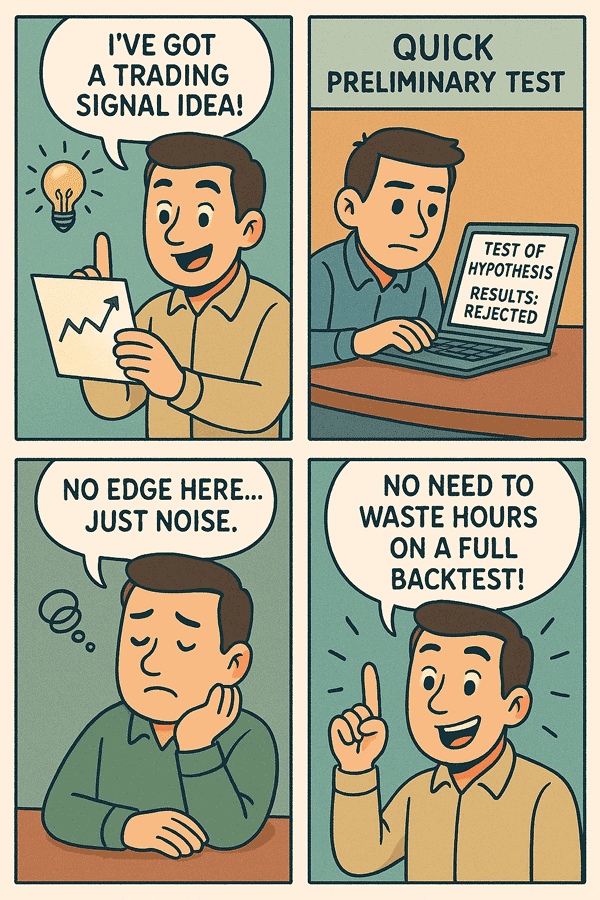 I'VE GOT
A TRADING
SIGNAL IDEA!
QUICK
PRELIMINARY TEST
TEST OF
HYPOTHESIS
RESULTS:
REJECTED
NO EDGE HERE...
JUST NOISE.
NO NEED TO
WASTE HOURS
ON A FULL
BACKTEST!